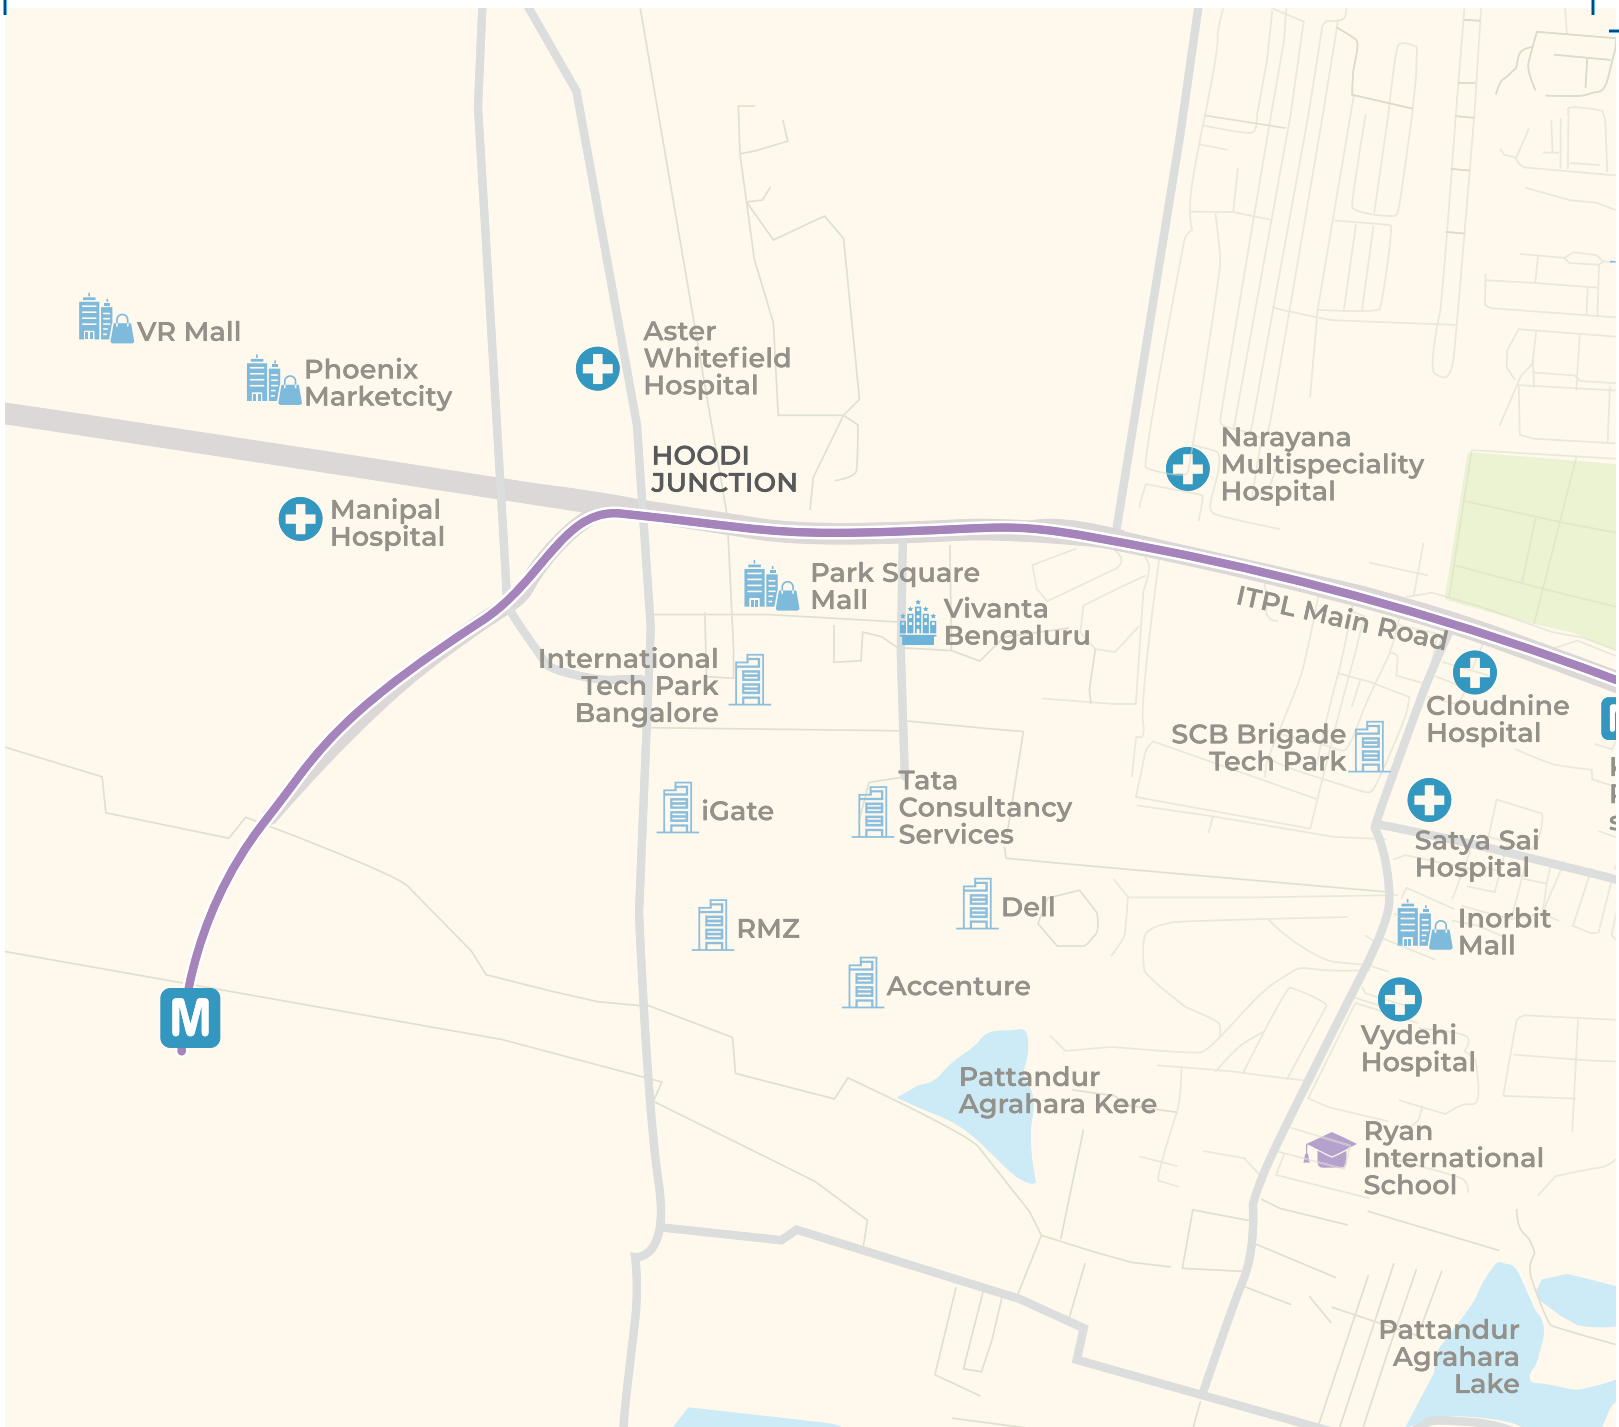 VR Mall
Phoenix
Marketcity
Aster
Whitefield
Hospital
HOODI
JUNCTION
Manipal
Hospital
Narayana
Multispeciality
Hospital
Park Square
Mall
Vivanta
Bengaluru
ITPL Main Road
International
Tech Park
Bangalore
Cloudnine
Hospital
SCB Brigade
Tech Park
iGate
Tata
Consultancy
Services
Satya Sai
Hospital
Dell
RMZ
Inorbit
Mall
Accenture
M
Vydehi
Hospital
Pattandur
Agrahara Kere
Ryan
International
School
Pattandur
Agrahara
Lake